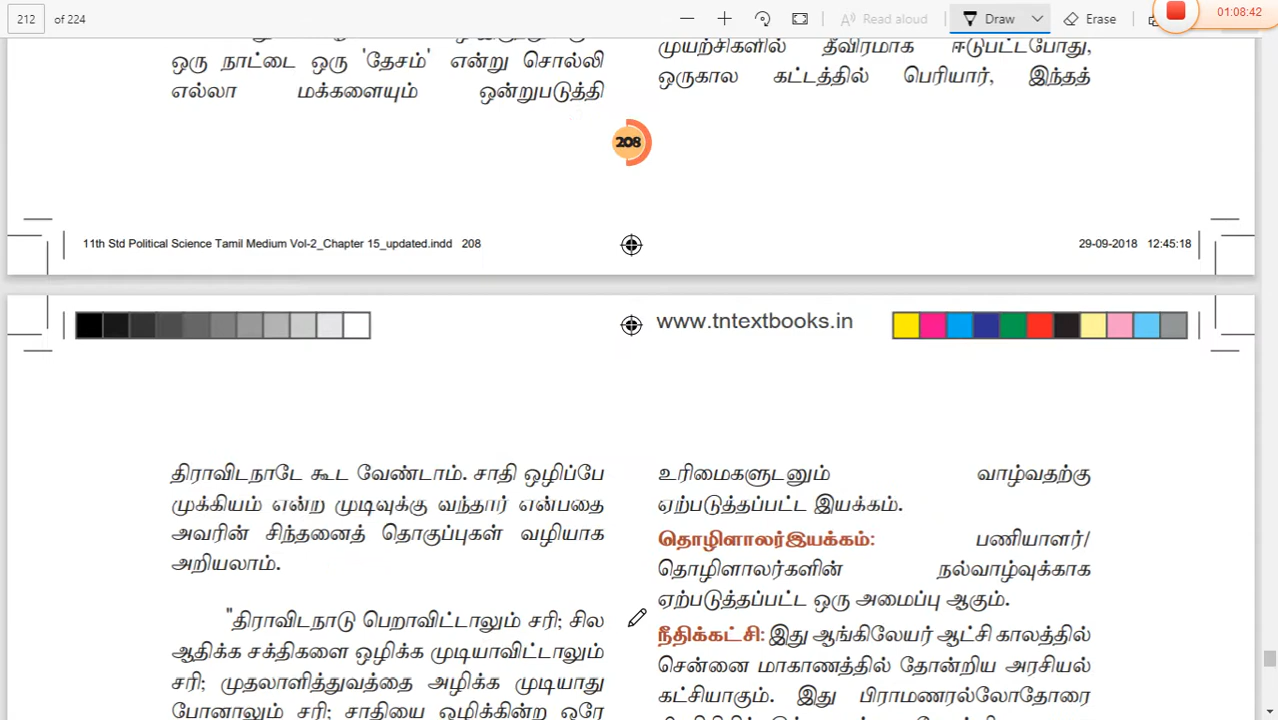 212 of 224
Read aloud
Draw
Erase
01:08:42
ஒரு நாட்டை ஒரு 'தேசம்' என்று சொல்லி
எல்லா மக்களையும் ஒன்றுபடுத்தி
முயற்சிகளில் தீவிரமாக ஈடுபட்டபோது,
ஒருகால கட்டத்தில் பெரியார், இந்தத்
208
11th Std Political Science Tamil Medium Vol-2_Chapter 15_updated.indd 208
29-09-2018 12:45:18
www.tntextbooks.in
திராவிடநாடே கூட வேண்டாம். சாதி ஒழிப்பே
முக்கியம் என்ற முடிவுக்கு வந்தார் என்பதை
அவரின் சிந்தனைத் தொகுப்புகள் வழியாக
அறியலாம்.
"திராவிடநாடு பெறாவிட்டாலும் சரி; சில
ஆதிக்க சக்திகளை ஒழிக்க முடியாவிட்டாலும்
சரி; முதலாளித்துவத்தை அழிக்க முடியாது
போனாலும் சரி; சாதியை ஒழிக்கின்ற ஒரே
உரிமைகளுடனும் வாழ்வதற்கு
ஏற்படுத்தப்பட்ட இயக்கம்.
தொழிளாலர்இயக்கம்: பணியாளர்/
தொழிளாலர்களின் நல்வாழ்வுக்காக
ஏற்படுத்தப்பட்ட ஒரு அமைப்பு ஆகும்.
நீதிக்கட்சி: இது ஆங்கிலேயர் ஆட்சி காலத்தில்
சென்னை மாகாணத்தில் தோன்றிய அரசியல்
கட்சியாகும். இது பிராமணரல்லோதோரை